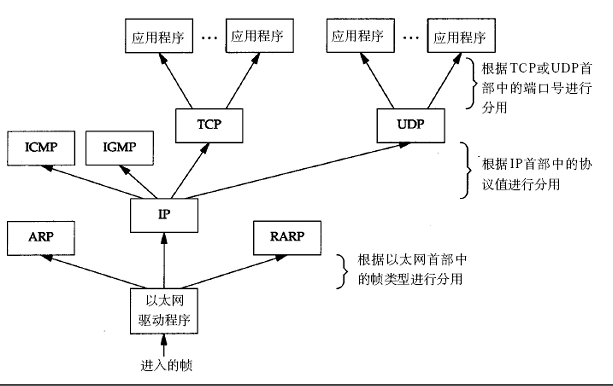 应用程序 … 应用程序 应用程序 … 应用程序
根据TCP或UDP首
部中的端口号进行
分用
TCP UDP
ICMP IGMP
根据IP首部中的协
议值进行分用
IP
ARP RARP
根据以太网首部中
的帧类型进行分用
以太网
驱动程序
进入的帧